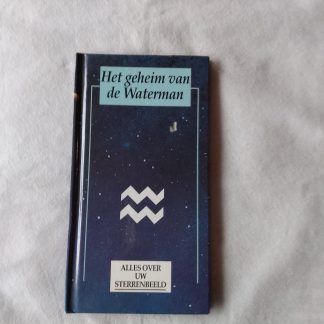 Het geheim van
de Waterman
ALLES OVER
UW
STERRENBEELD